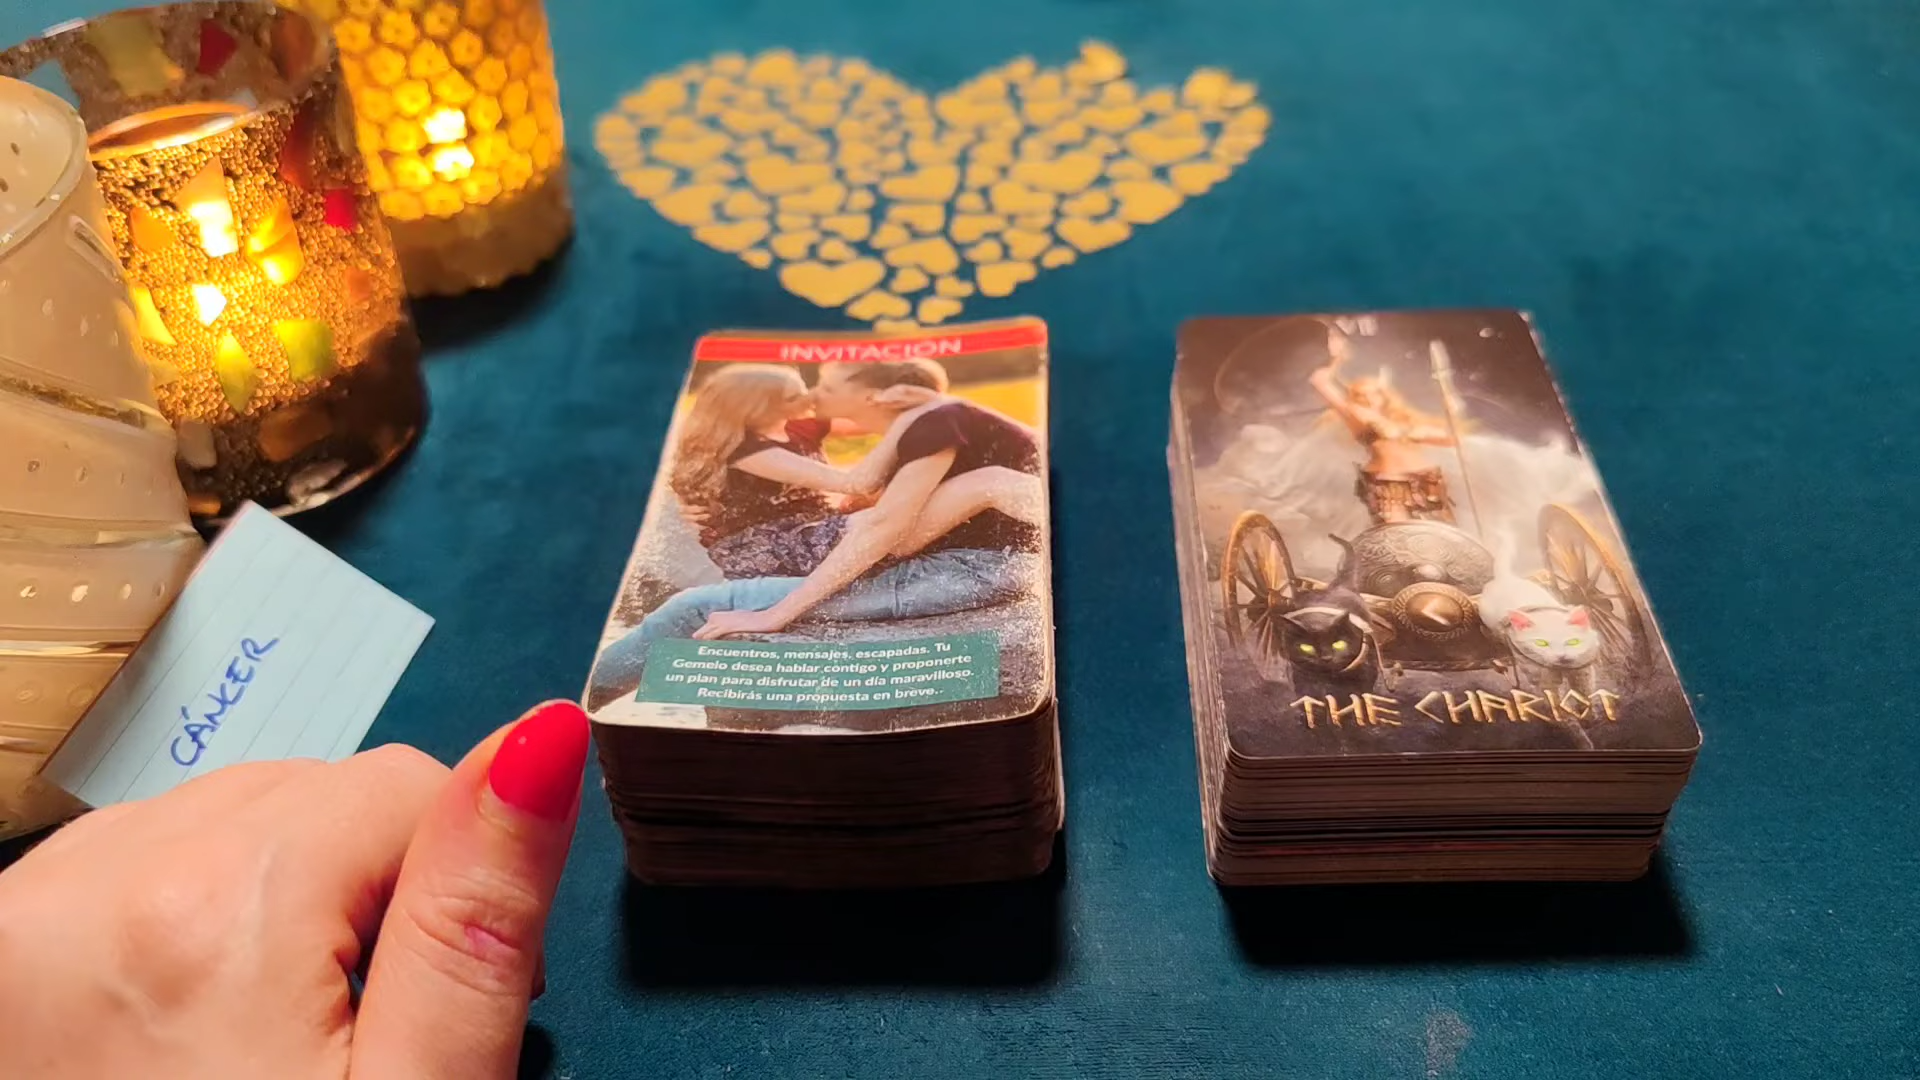 INVITACION
Encuentros, mensajes, escapadas. Tu
Gemelo desea hablar contigo y proponerte
un plan para disfrutar de un día maravilloso.
Recibirás una propuesta en breve..
CÁNCER
VII
THE CHARIOT